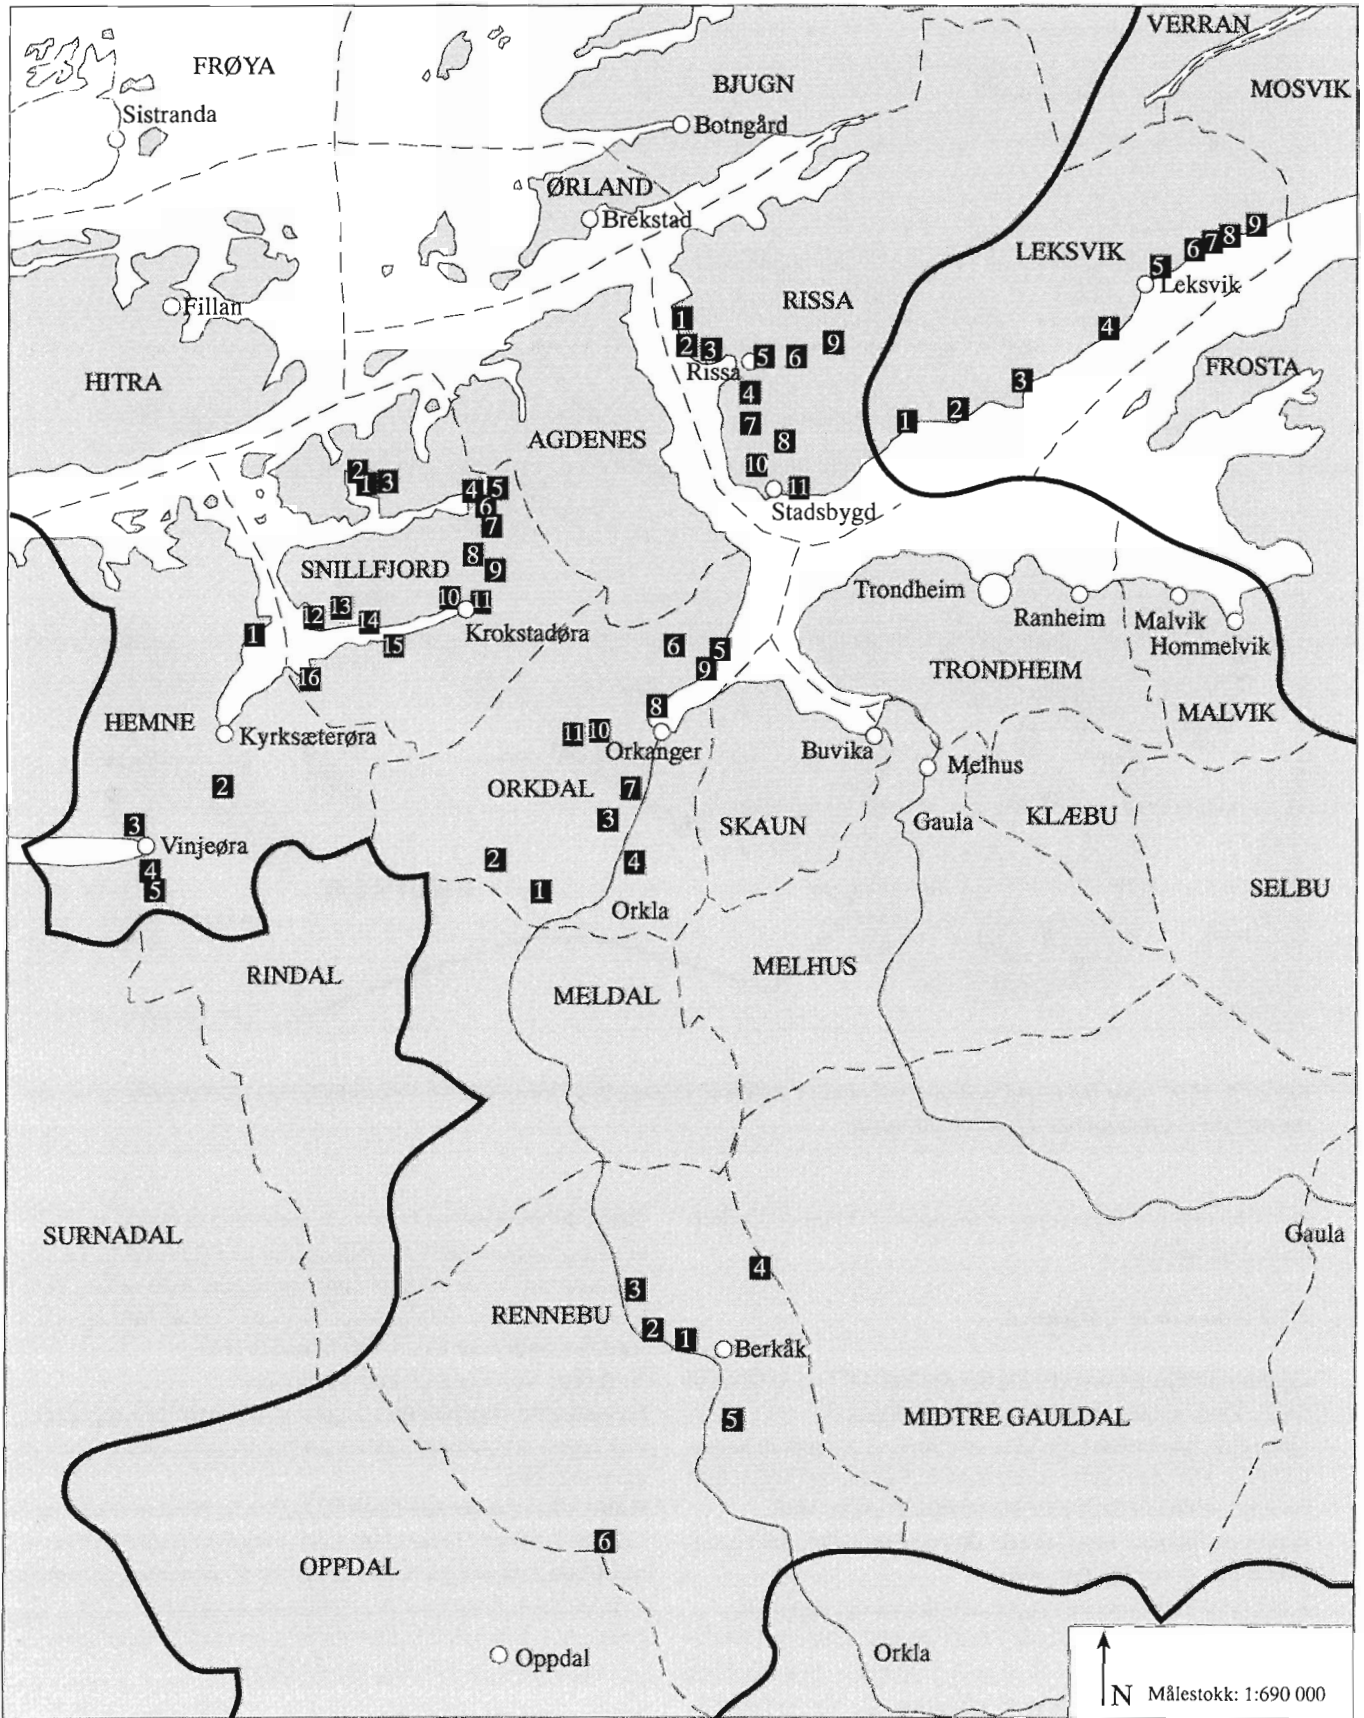 VERRAN
FRØYA
BJUGN
MOSVIK
Sistranda
Botngård
ØRLAND
Brekstad
9
8
7
6
LEKSVIK
5
Leksvik
RISSA
Fillan
1
4
9
2
3
5
6
Rissa
FROSTA
HITRA
3
4
2
1
7
AGDENES
8
2
1
3
10
4
5
11
6
Stadsbygd
7
8
SNILLFJORD
9
Trondheim
10
11
12
13
14
Ranheim
Malvik
Krokstadøra
1
15
6
5
Hommelvik
9
TRONDHEIM
16
8
HEMNE
MALVIK
Kyrksæterøra
11
10
Orkanger
Buvika
Melhus
2
ORKDAL
7
3
SKAUN
Gaula
KLÆBU
3
Vinjeøra
2
4
4
5
1
SELBU
Orkla
RINDAL
MELDAL
MELHUS
SURNADAL
Gaula
4
3
RENNEBU
2
1
Berkåk
5
MIDTRE GAULDAL
6
OPPDAL
Oppdal
Orkla
N
Målestokk: 1:690 000